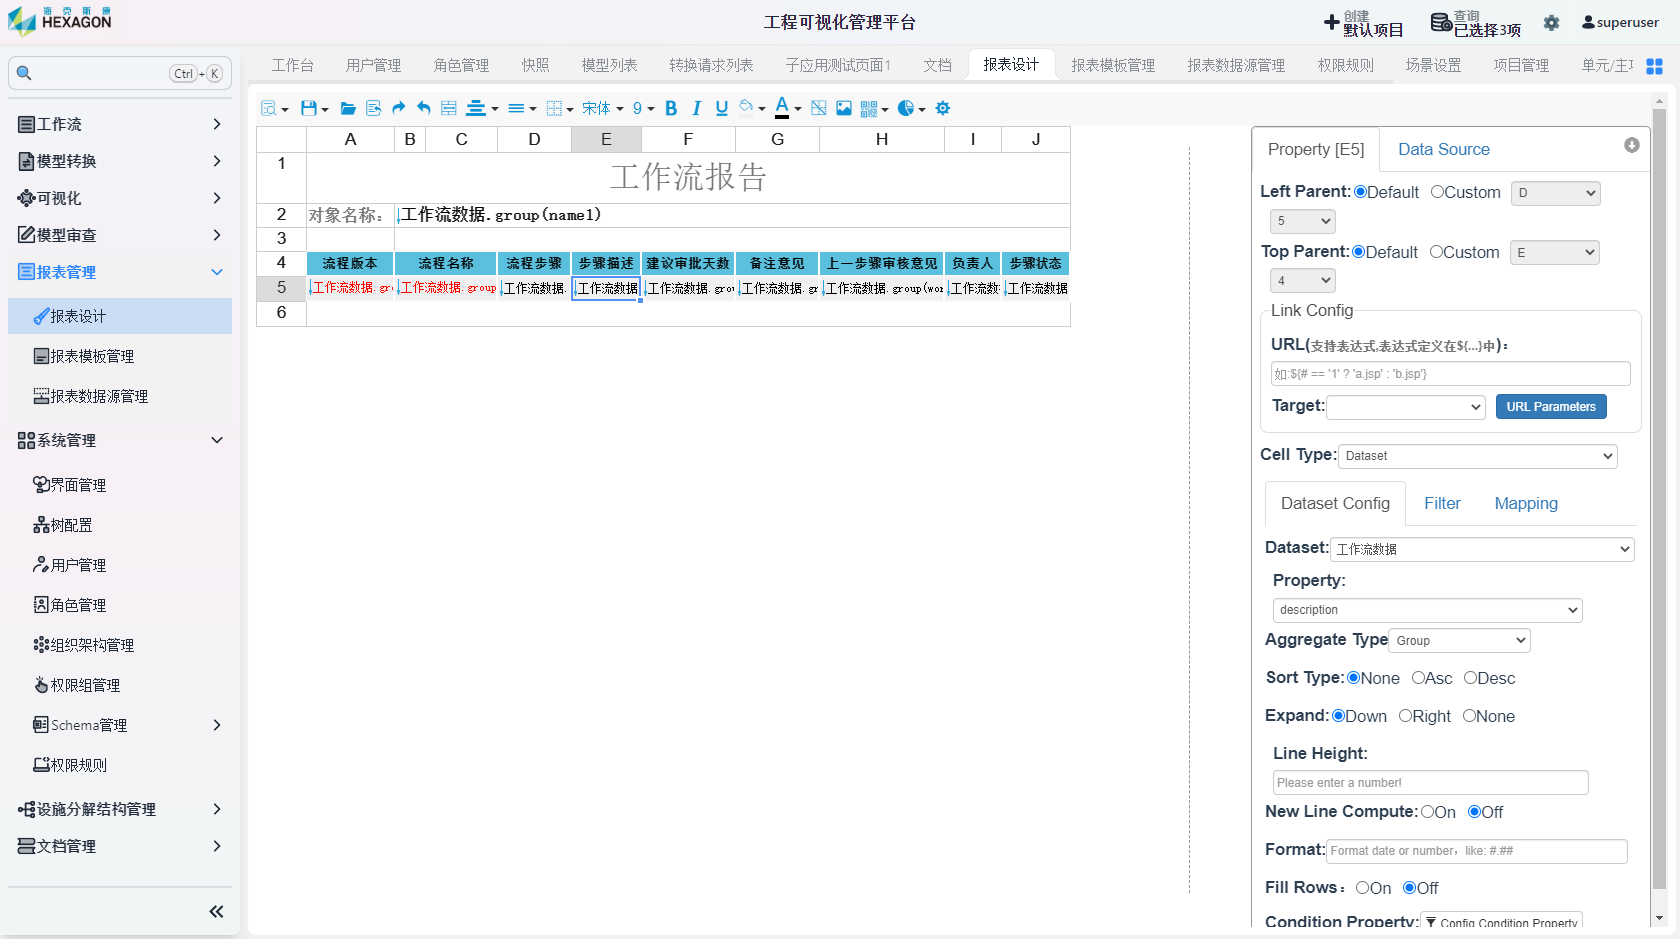 海克斯康
HEXAGON
工程可视化管理平台
创建
默认项目
查询
已选择3项
superuser
Ctrl + K
工作台
用户管理
角色管理
快照
模型列表
转换请求列表
子应用测试页面1
文档
报表设计
报表模板管理
报表数据源管理
权限规则
场景设置
项目管理
单元/主项
工作流
模型转换
可视化
模型审查
报表管理
报表设计
报表模板管理
报表数据源管理
系统管理
界面管理
树配置
用户管理
角色管理
组织架构管理
权限组管理
Schema管理
权限规则
设施分解结构管理
文档管理
宋体
9
B I U A
A B C D E F G H I J
1 工作流报告
2 对象名称: 工作流数据.group(name1)
3
4 流程版本 流程名称 流程步骤 步骤描述 建议审批天数 备注意见 上一步骤审核意见 负责人 步骤状态
5 工作流数据.gr 工作流数据.group 工作流数据. 工作流数据 工作流数据.gro 工作流数据.gr 工作流数据.group(wor 工作流数 工作流数据
6
Property [E5]
Data Source
Left Parent: Default Custom D
5
Top Parent: Default Custom E
4
Link Config
URL(支持表达式,表达式定义在${...}中):
如:${# == '1' ? 'a.jsp' : 'b.jsp'}
Target: URL Parameters
Cell Type: Dataset
Dataset Config
Filter
Mapping
Dataset: 工作流数据
Property:
description
Aggregate Type Group
Sort Type: None Asc Desc
Expand: Down Right None
Line Height:
Please enter a number!
New Line Compute: On Off
Format: Format date or number，like: #.##
Fill Rows： On Off
Condition Property: Config Condition Property